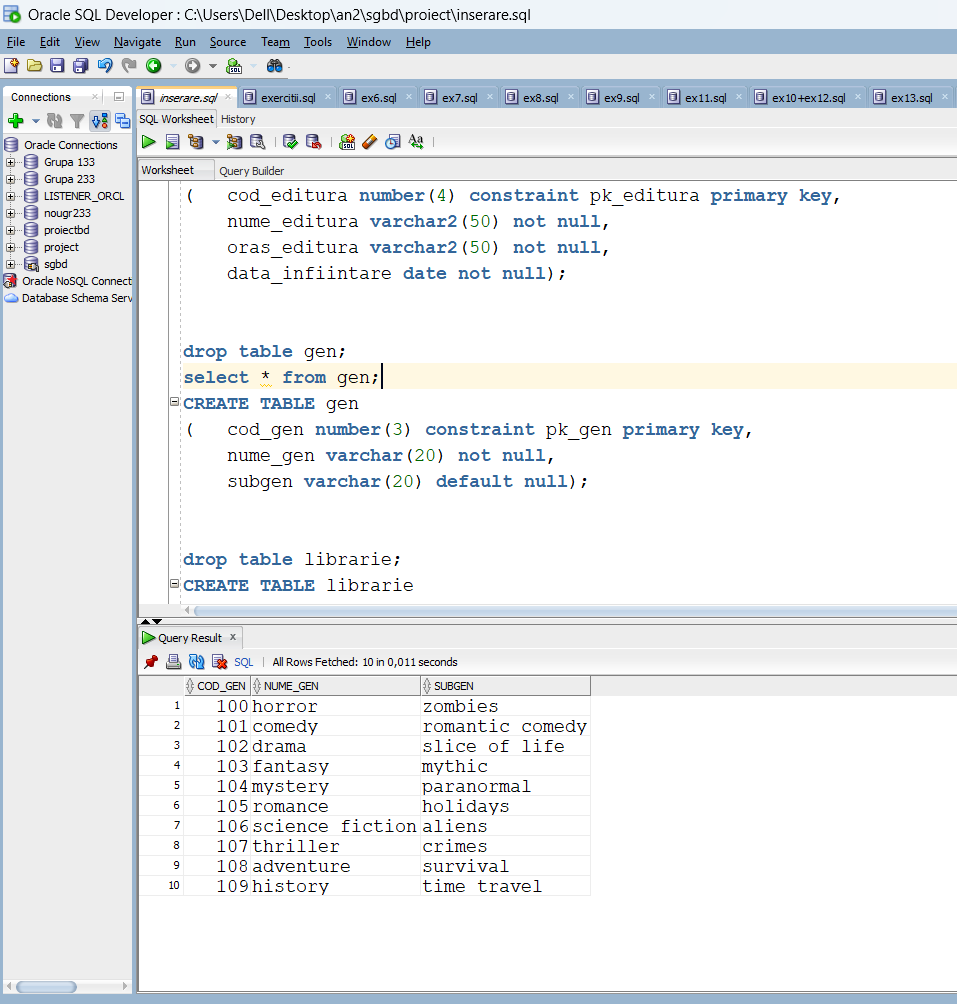 Oracle SQL Developer : C:\Users\Dell\Desktop\an2\sgbd\proiect\inserare.sql
File Edit View Navigate Run Source Team Tools Window Help
Connections
inserare.sql exercitii.sql ex6.sql ex7.sql ex8.sql ex9.sql ex11.sql ex10+ex12.sql ex13.sql
SQL Worksheet History
Oracle Connections
Grupa 133
Grupa 233
LISTENER_ORCL
nougr233
proiectbd
project
sgbd
Oracle NoSQL Connect
Database Schema Serv
Worksheet Query Builder
( cod_editura number(4) constraint pk_editura primary key,
nume_editura varchar2(50) not null,
oras_editura varchar2(50) not null,
data_infiintare date not null);
drop table gen;
select * from gen;
CREATE TABLE gen
( cod_gen number(3) constraint pk_gen primary key,
nume_gen varchar(20) not null,
subgen varchar(20) default null);
drop table librarie;
CREATE TABLE librarie
Query Result x
SQL | All Rows Fetched: 10 in 0,011 seconds
COD_GEN NUME_GEN SUBGEN
1 100 horror zombies
2 101 comedy romantic comedy
3 102 drama slice of life
4 103 fantasy mythic
5 104 mystery paranormal
6 105 romance holidays
7 106 science fiction aliens
8 107 thriller crimes
9 108 adventure survival
10 109 history time travel